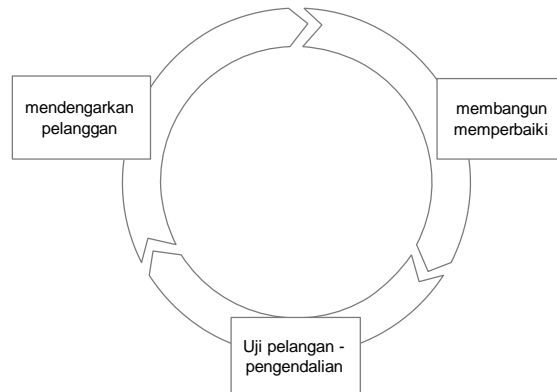 mendengarkan
pelanggan
membangun
memperbaiki
Uji pelangan -
pengendalian